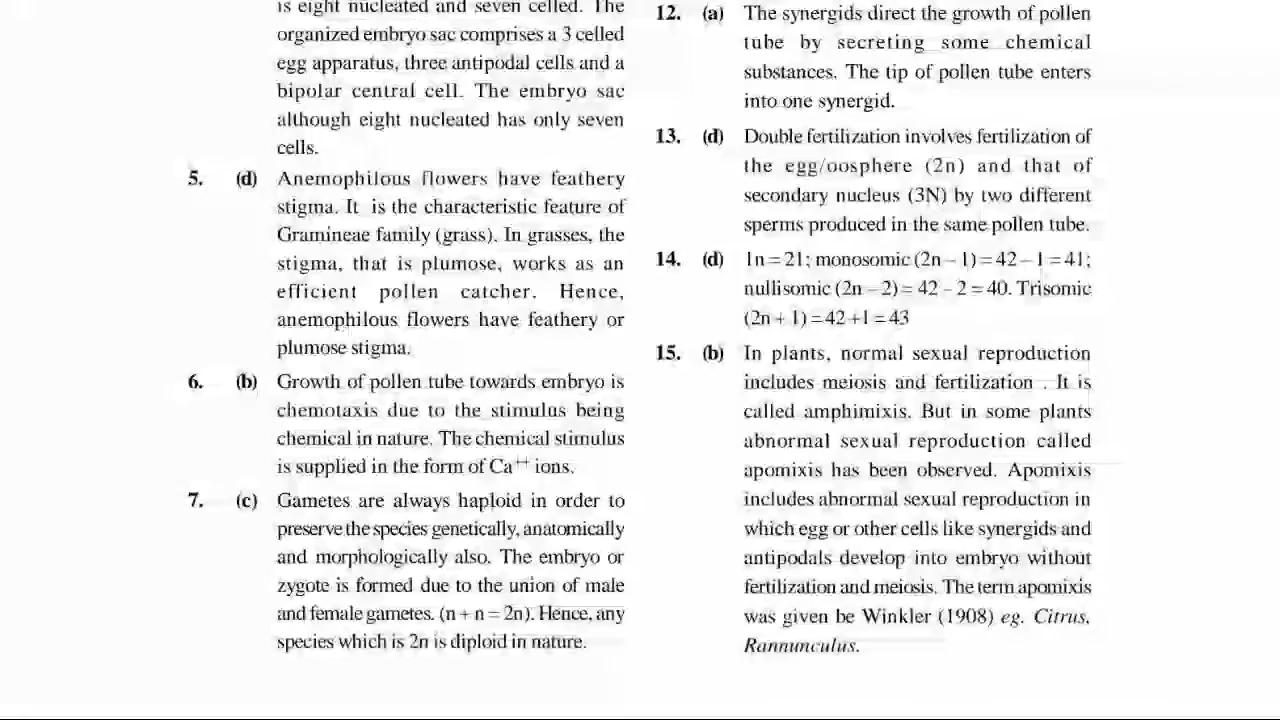 is eight nucleated and seven celled. The
organized embryo sac comprises a 3 celled
egg apparatus, three antipodal cells and a
bipolar central cell. The embryo sac
although eight nucleated has only seven
cells.
5. (d) Anemophilous flowers have feathery
stigma. It is the characteristic feature of
Gramineae family (grass). In grasses, the
stigma, that is plumose, works as an
efficient pollen catcher. Hence,
anemophilous flowers have feathery or
plumose stigma.
6. (b) Growth of pollen tube towards embryo is
chemotaxis due to the stimulus being
chemical in nature. The chemical stimulus
is supplied in the form of Ca++ ions.
7. (c) Gametes are always haploid in order to
preserve the species genetically, anatomically
and morphologically also. The embryo or
zygote is formed due to the union of male
and female gametes. (n + n = 2n). Hence, any
species which is 2n is diploid in nature.
12. (a) The synergids direct the growth of pollen
tube by secreting some chemical
substances. The tip of pollen tube enters
into one synergid.
13. (d) Double fertilization involves fertilization of
the egg/oosphere (2n) and that of
secondary nucleus (3N) by two different
sperms produced in the same pollen tube.
14. (d) 1n = 21; monosomic (2n – 1) = 42 – 1 = 41;
nullisomic (2n – 2) = 42 – 2 = 40. Trisomic
(2n + 1) = 42 +1 = 43
15. (b) In plants, normal sexual reproduction
includes meiosis and fertilization . It is
called amphimixis. But in some plants
abnormal sexual reproduction called
apomixis has been observed. Apomixis
includes abnormal sexual reproduction in
which egg or other cells like synergids and
antipodals develop into embryo without
fertilization and meiosis. The term apomixis
was given be Winkler (1908) eg. Citrus,
Rannunculus.